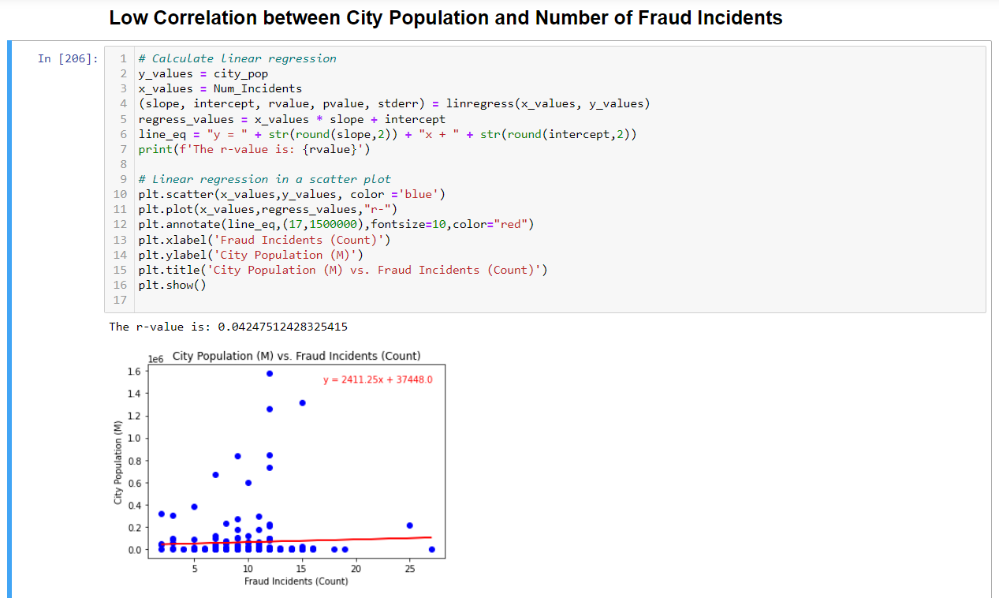 Low Correlation between City Population and Number of Fraud Incidents
In [206]:
1 # Calculate linear regression
2 y_values = city_pop
3 x_values = Num_Incidents
4 (slope, intercept, rvalue, pvalue, stderr) = linregress(x_values, y_values)
5 regress_values = x_values * slope + intercept
6 line_eq = "y = " + str(round(slope,2)) + "x + " + str(round(intercept,2))
7 print(f'The r-value is: {rvalue}')
8
9 # Linear regression in a scatter plot
10 plt.scatter(x_values,y_values, color ='blue')
11 plt.plot(x_values,regress_values,"r-")
12 plt.annotate(line_eq,(17,1500000),fontsize=10,color="red")
13 plt.xlabel('Fraud Incidents (Count)')
14 plt.ylabel('City Population (M)')
15 plt.title('City Population (M) vs. Fraud Incidents (Count)')
16 plt.show()
17
The r-value is: 0.04247512428325415
1e6 City Population (M) vs. Fraud Incidents (Count)
y = 2411.25x + 37448.0
City Population (M)
1.6
1.4
1.2
1.0
0.8
0.6
0.4
0.2
0.0
5 10 15 20 25
Fraud Incidents (Count)